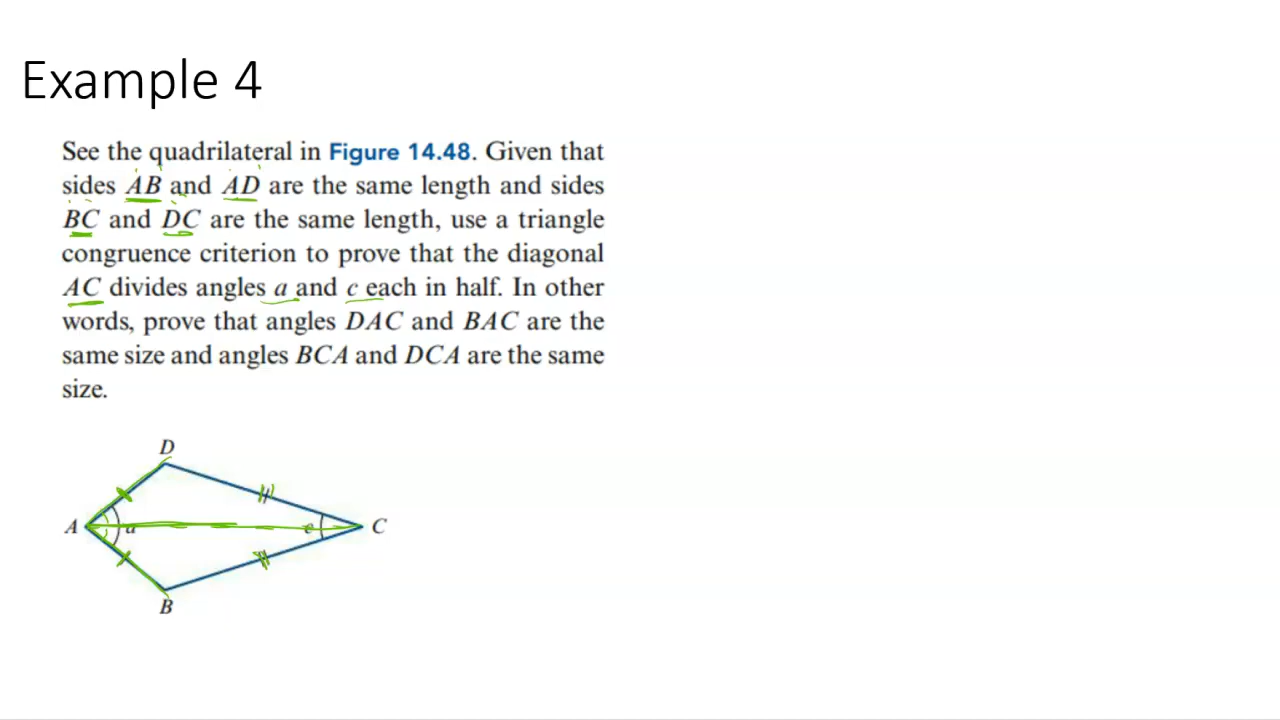 Example 4
See the quadrilateral in Figure 14.48. Given that
sides AB and AD are the same length and sides
BC and DC are the same length, use a triangle
congruence criterion to prove that the diagonal
AC divides angles a and c each in half. In other
words, prove that angles DAC and BAC are the
same size and angles BCA and DCA are the same
size.
D
A
a
c
C
B